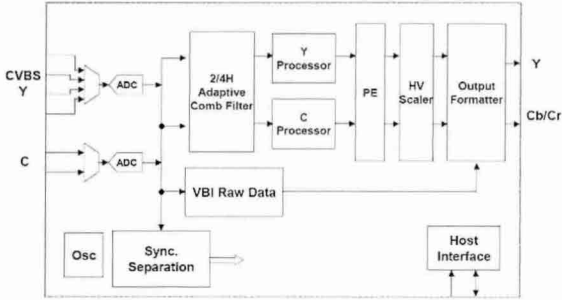 CVBS
Y
C
ADC
ADC
2/4H
Adaptive
Comb Filter
Y
Processor
C
Processor
PE
HV
Scaler
Output
Formatter
Y
Cb/Cr
VBI Raw Data
Osc
Sync.
Separation
Host
Interface